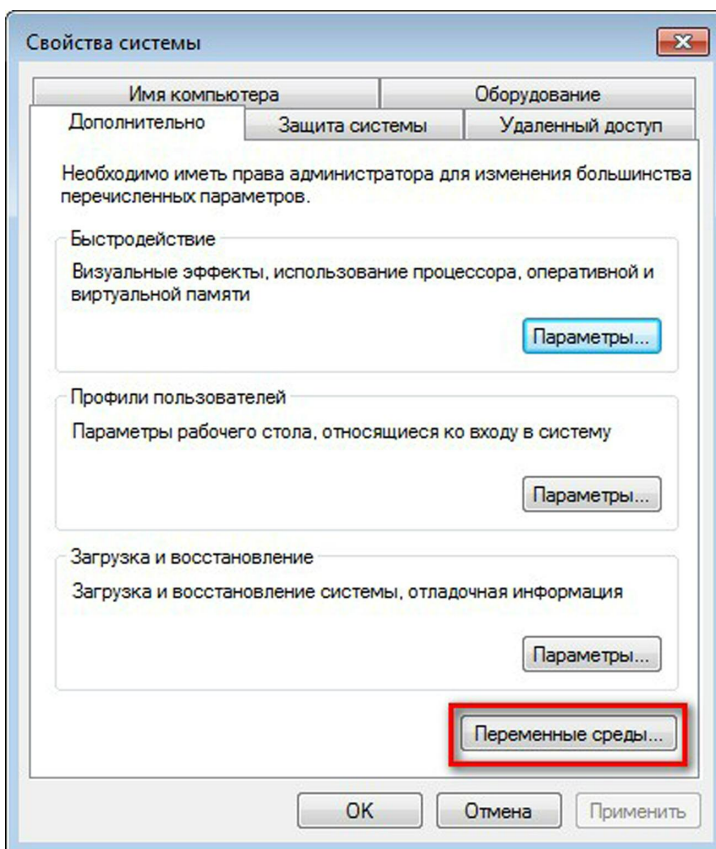 Свойства системы
Имя компьютера
Оборудование
Дополнительно
Защита системы
Удаленный доступ
Необходимо иметь права администратора для изменения большинства
перечисленных параметров.
Быстродействие
Визуальные эффекты, использование процессора, оперативной и
виртуальной памяти
Параметры...
Профили пользователей
Параметры рабочего стола, относящиеся ко входу в систему
Параметры...
Загрузка и восстановление
Загрузка и восстановление системы, отладочная информация
Параметры...
Переменные среды...
OK
Отмена
Применить